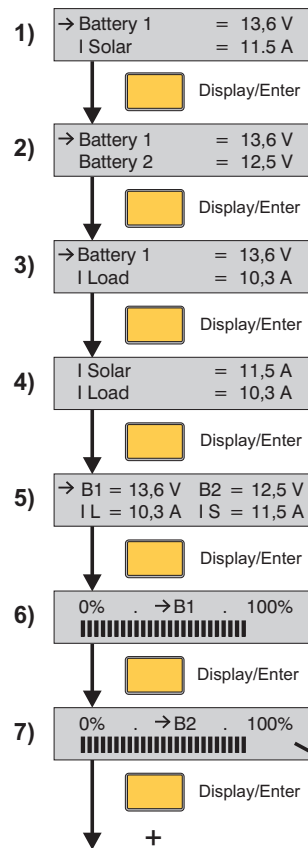 1)
→ Battery 1 = 13,6 V
I Solar = 11.5 A
Display/Enter
2)
→ Battery 1 = 13,6 V
Battery 2 = 12,5 V
Display/Enter
3)
→ Battery 1 = 13,6 V
I Load = 10,3 A
Display/Enter
4)
I Solar = 11,5 A
I Load = 10,3 A
Display/Enter
5)
→ B1 = 13,6 V B2 = 12,5 V
I L = 10,3 A I S = 11,5 A
Display/Enter
6)
0% . → B1 . 100%
Display/Enter
7)
0% . → B2 . 100%
Display/Enter
+